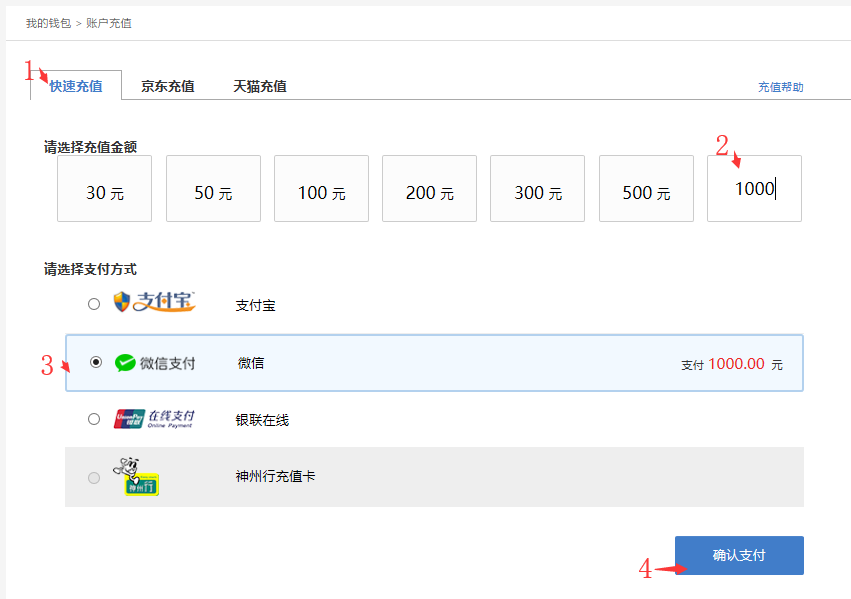 我的钱包 > 账户充值
1
快速充值 京东充值 天猫充值 充值帮助
请选择充值金额
2
30 元 50 元 100 元 200 元 300 元 500 元 1000
请选择支付方式
支付宝 支付宝
3
微信支付 微信 支付 1000.00 元
UnionPay 银联 在线支付 Online Payment 银联在线
神州行 神州行充值卡
确认支付
4